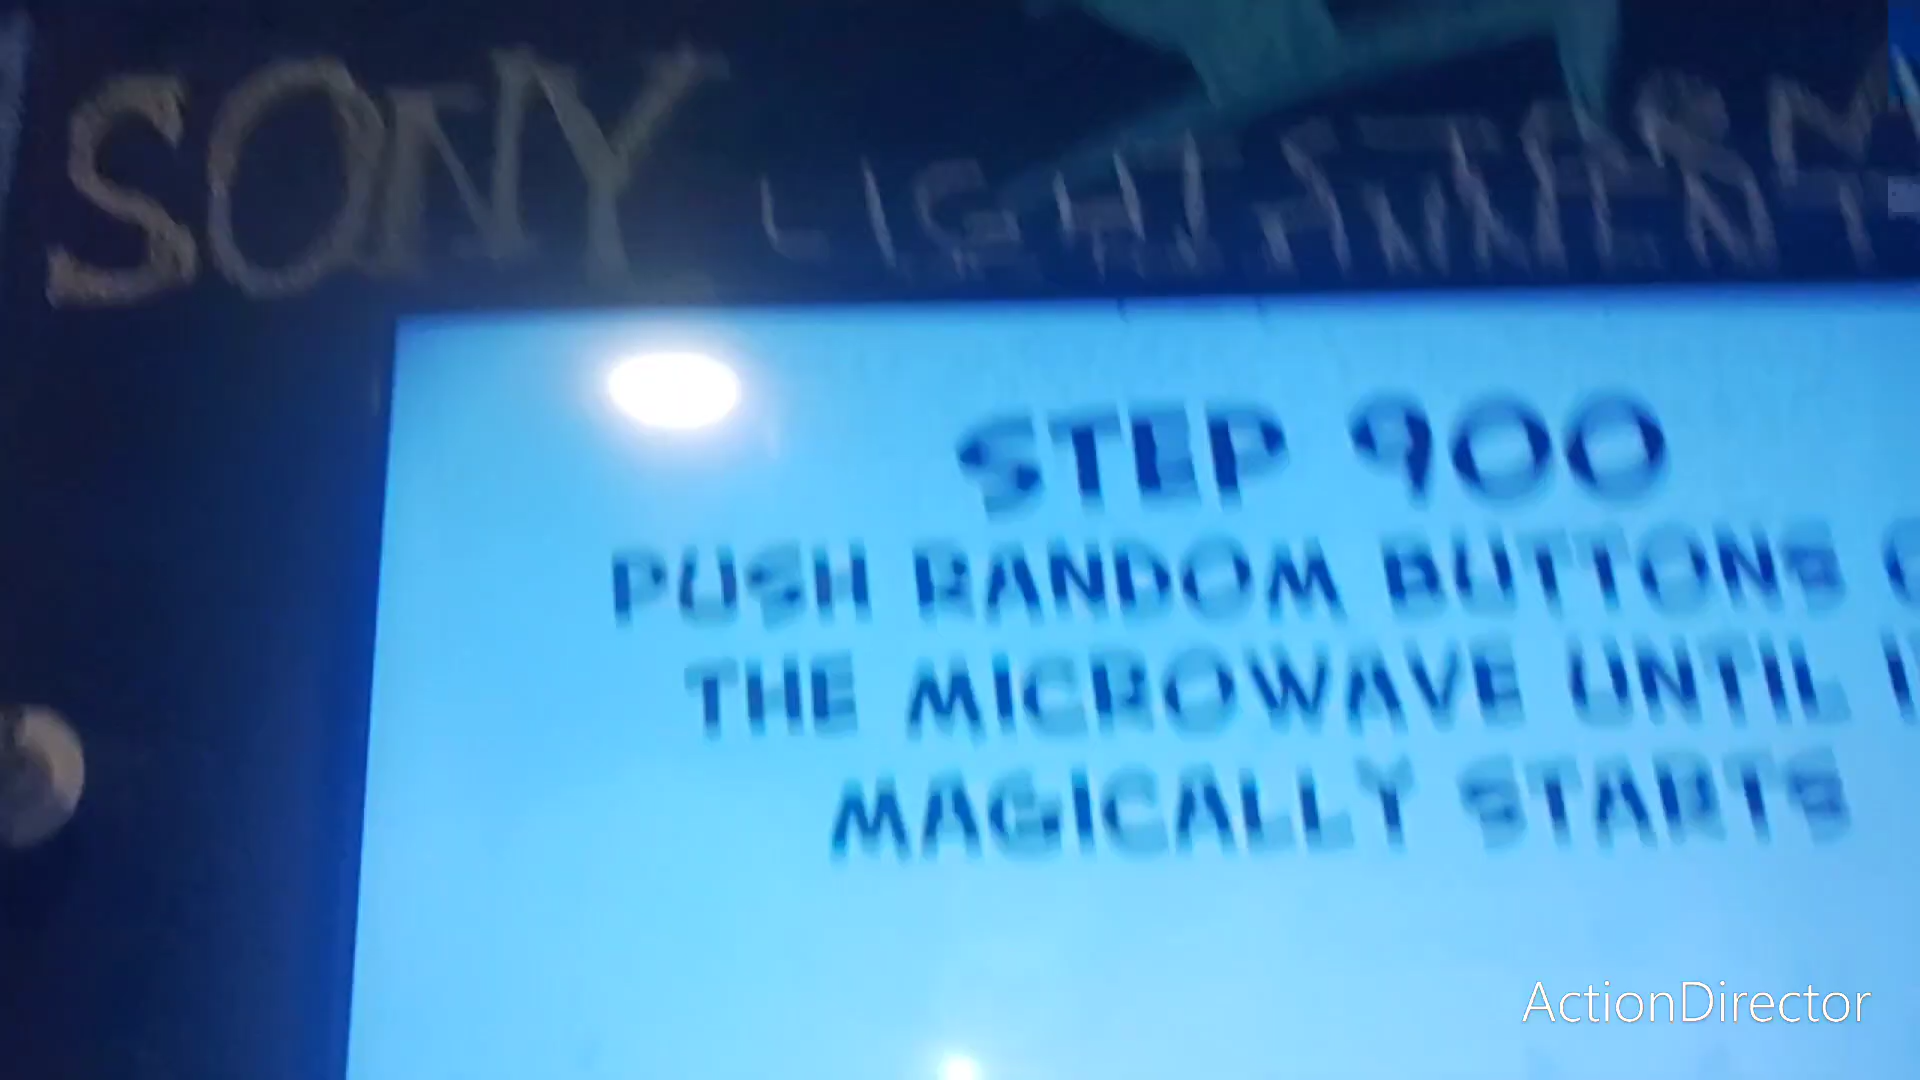 SONY
STEP 900
PUSH RANDOM BUTTONS
THE MICROWAVE UNTIL
MAGICALLY STARTS
ActionDirector